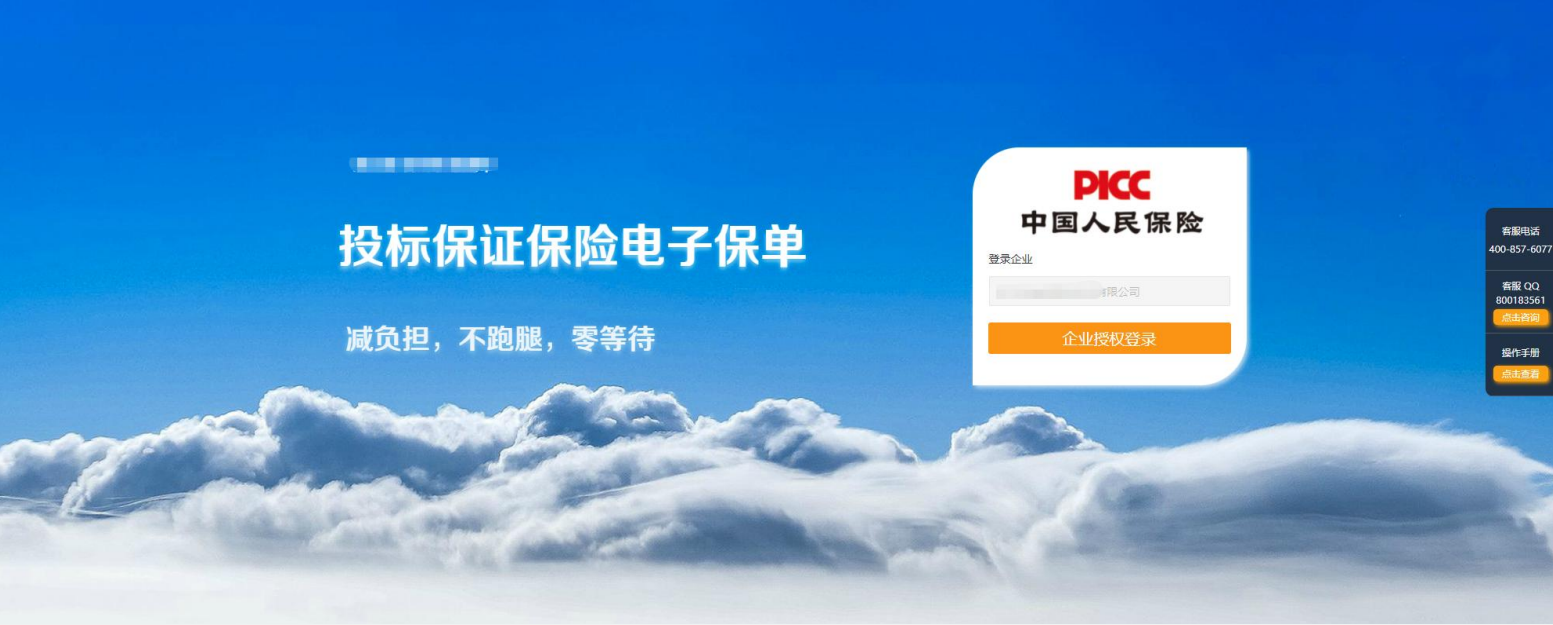 投标保证保险电子保单
减负担，不跑腿，零等待
PICC
中国人民保险
登录企业
限公司
企业授权登录
客服电话
400-857-6077
客服 QQ
800183561
点击咨询
操作手册
点击查看